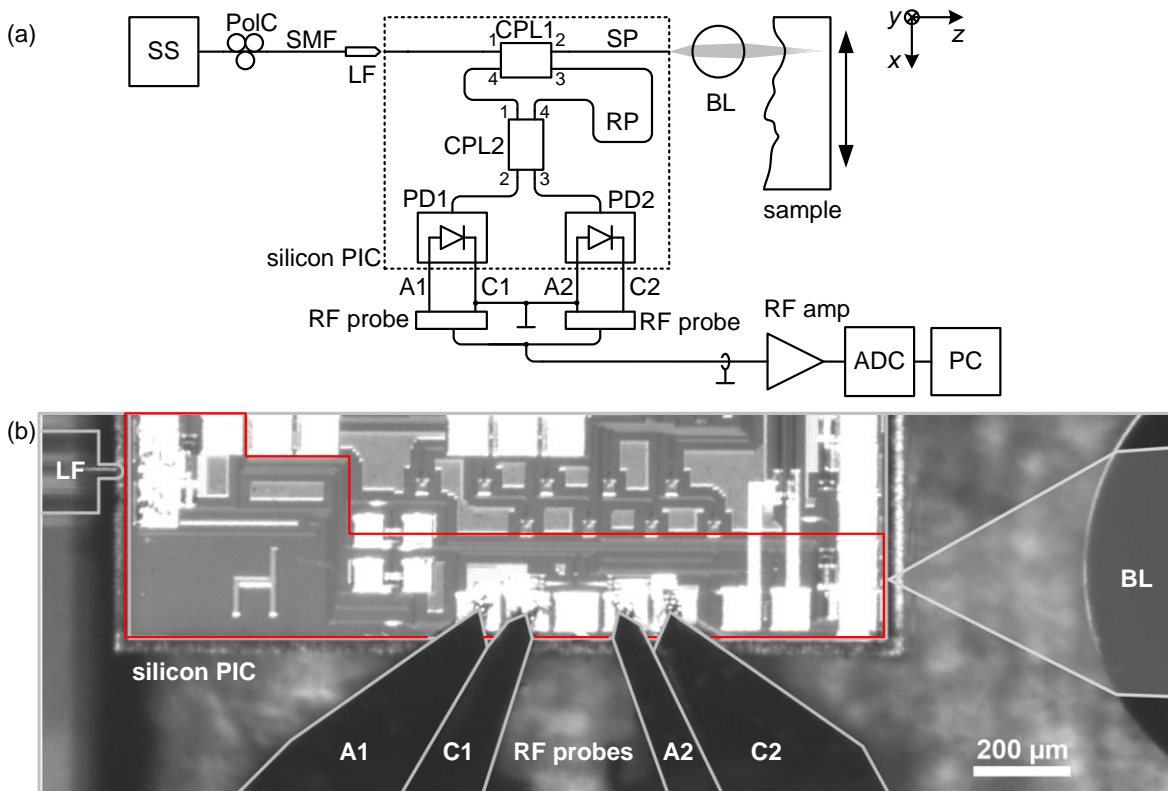 (a)
SS
PolC
SMF
LF
1
CPL1
2
SP
4
3
RP
BL
y
z
x
1
4
CPL2
2
3
PD1
PD2
sample
silicon PIC
A1
C1
A2
C2
RF probe
RF probe
RF amp
ADC
PC
(b)
LF
BL
silicon PIC
A1
C1
RF probes
A2
C2
200 µm